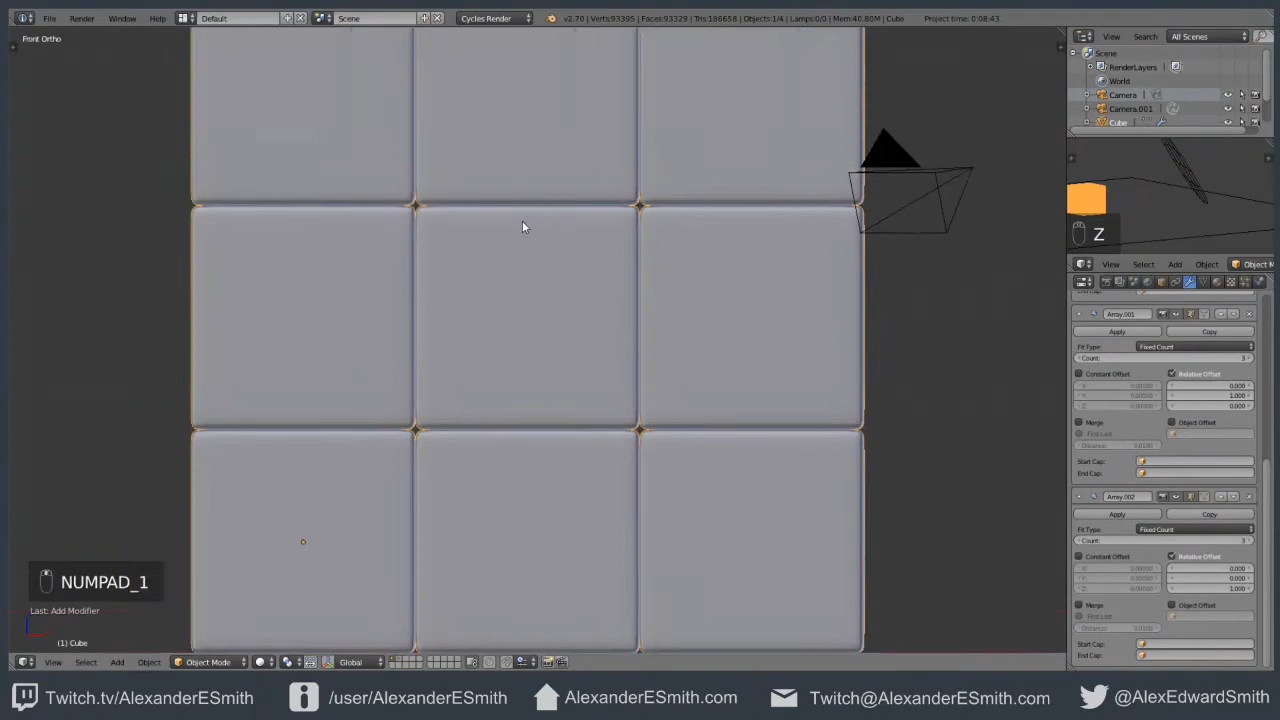 File Render Window Help Default Scene Cycles Render v2.70 | Verts:93395 | Faces:93329 | Tris:186658 | Objects:1/4 | Lamps:0/0 | Mem:40.80M | Cube Project time: 0:08:43
Front Ortho
View Search All Scenes
Scene
RenderLayers
World
Camera
Camera.001
Cube
Z
View Select Add Object Object M
Array.001
Apply Copy
Fit Type: Fixed Count
Count: 3
Constant Offset Relative Offset
X: 0.00000 0.000
Y: 0.00000 1.000
Z: 0.00000 0.000
Merge Object Offset
First Last
Distance: 0.0100
Start Cap:
End Cap:
Array.002
Apply Copy
Fit Type: Fixed Count
Count: 3
Constant Offset Relative Offset
X: 0.00000 0.000
Y: 0.00000 0.000
Z: 0.00000 1.000
Merge Object Offset
First Last
Distance: 0.0100
Start Cap:
End Cap:
NUMPAD_1
Last: Add Modifier
(1) Cube
View Select Add Object Object Mode Global
Twitch.tv/AlexanderESmith /user/AlexanderESmith AlexanderESmith.com Twitch@AlexanderESmith.com @AlexEdwardSmith